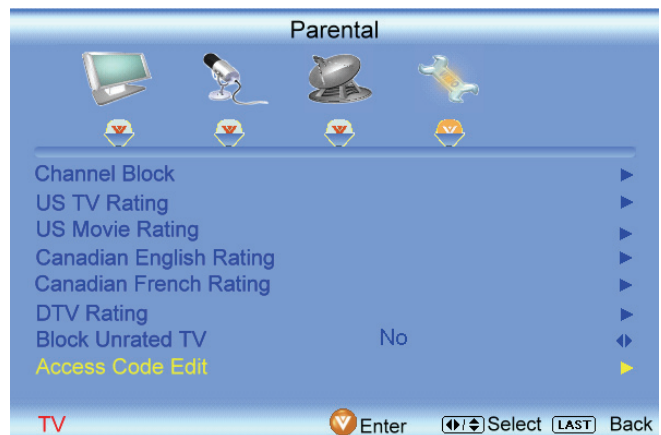 Parental
Channel Block
US TV Rating
US Movie Rating
Canadian English Rating
Canadian French Rating
DTV Rating
Block Unrated TV No
Access Code Edit
TV Enter Select LAST Back